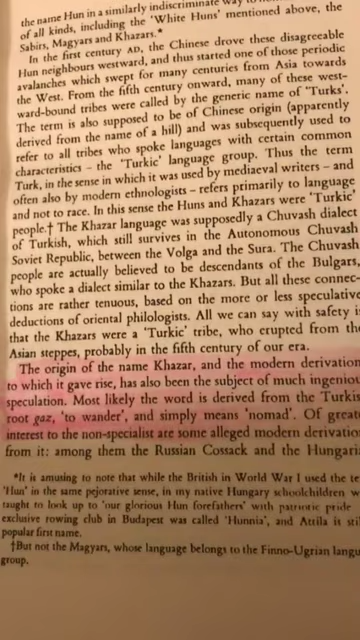 the name Hun in a similarly indiscriminate way to
of all kinds, including the 'White Huns' mentioned above, the
Sabirs, Magyars and Khazars.*
In the first century AD, the Chinese drove these disagreeable
Hun neighbours westward, and thus started one of those periodic
avalanches which swept for many centuries from Asia towards
the West. From the fifth century onward, many of these west-
ward-bound tribes were called by the generic name of 'Turks'.
The term is also supposed to be of Chinese origin (apparently
derived from the name of a hill) and was subsequently used to
refer to all tribes who spoke languages with certain common
characteristics – the 'Turkic' language group. Thus the term
Turk, in the sense in which it was used by mediaeval writers – and
often also by modern ethnologists – refers primarily to language
and not to race. In this sense the Huns and Khazars were 'Turkic'
people.† The Khazar language was supposedly a Chuvash dialect
of Turkish, which still survives in the Autonomous Chuvash
Soviet Republic, between the Volga and the Sura. The Chuvash
people are actually believed to be descendants of the Bulgars,
who spoke a dialect similar to the Khazars. But all these connec-
tions are rather tenuous, based on the more or less speculative
deductions of oriental philologists. All we can say with safety is
that the Khazars were a 'Turkic' tribe, who erupted from the
Asian steppes, probably in the fifth century of our era.
The origin of the name Khazar, and the modern derivation
to which it gave rise, has also been the subject of much ingenio
speculation. Most likely the word is derived from the Turkis
root gaz, 'to wander', and simply means 'nomad'. Of great
interest to the non-specialist are some alleged modern derivatio
from it: among them the Russian Cossack and the Hungari
*It is amusing to note that while the British in World War I used the te
'Hun' in the same pejorative sense, in my native Hungary schoolchildren w
taught to look up to 'our glorious Hun forefathers' with patriotic pride
exclusive rowing club in Budapest was called 'Hunnia', and Attila is stil
popular first name.
†But not the Magyars, whose language belongs to the Finno-Ugrian langu
group.